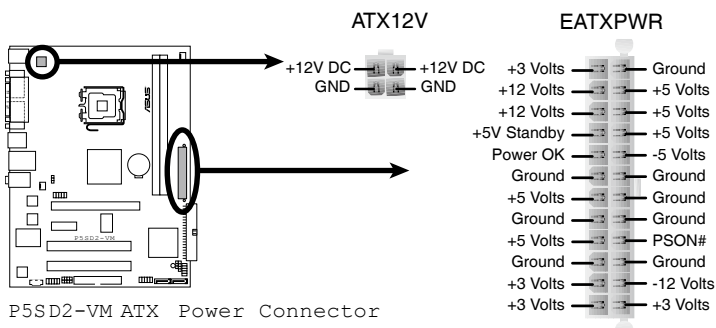 ATX12V
EATXPWR
+12V DC +12V DC
GND GND
+3 Volts Ground
+12 Volts +5 Volts
+12 Volts +5 Volts
+5V Standby +5 Volts
Power OK -5 Volts
Ground Ground
+5 Volts Ground
Ground Ground
+5 Volts PSON#
Ground Ground
+3 Volts -12 Volts
+3 Volts +3 Volts
ASUS
P5SD2-VM
P5SD2-VM ATX Power Connector